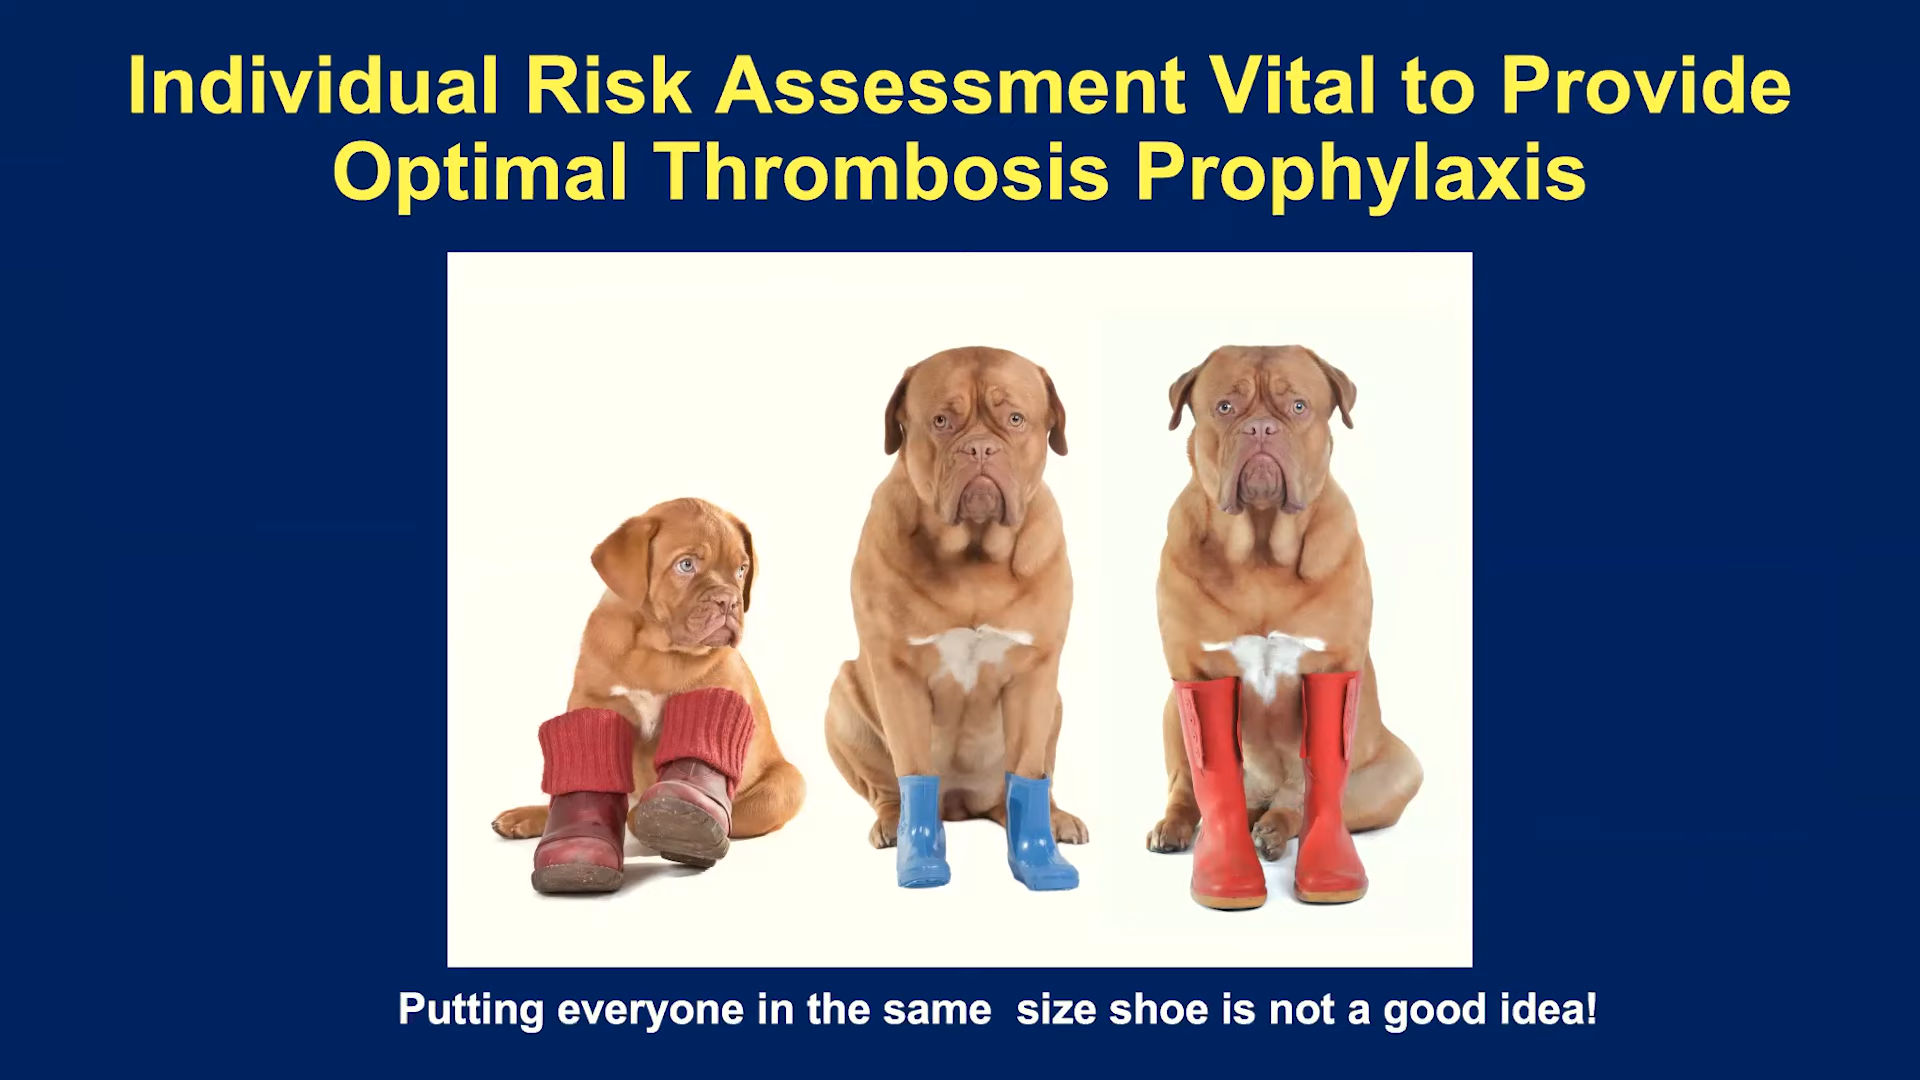 Individual Risk Assessment Vital to Provide
Optimal Thrombosis Prophylaxis
Putting everyone in the same  size shoe is not a good idea!